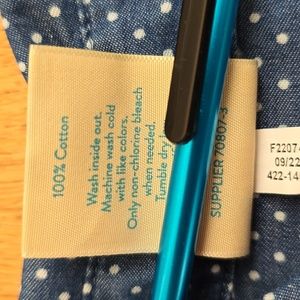 100% Cotton
Wash inside out.
Machine wash cold
with like colors.
Only non-chlorine bleach
when needed.
Tumble dry
SUPPLIER 70807-3
F2207-
09/22
422-14